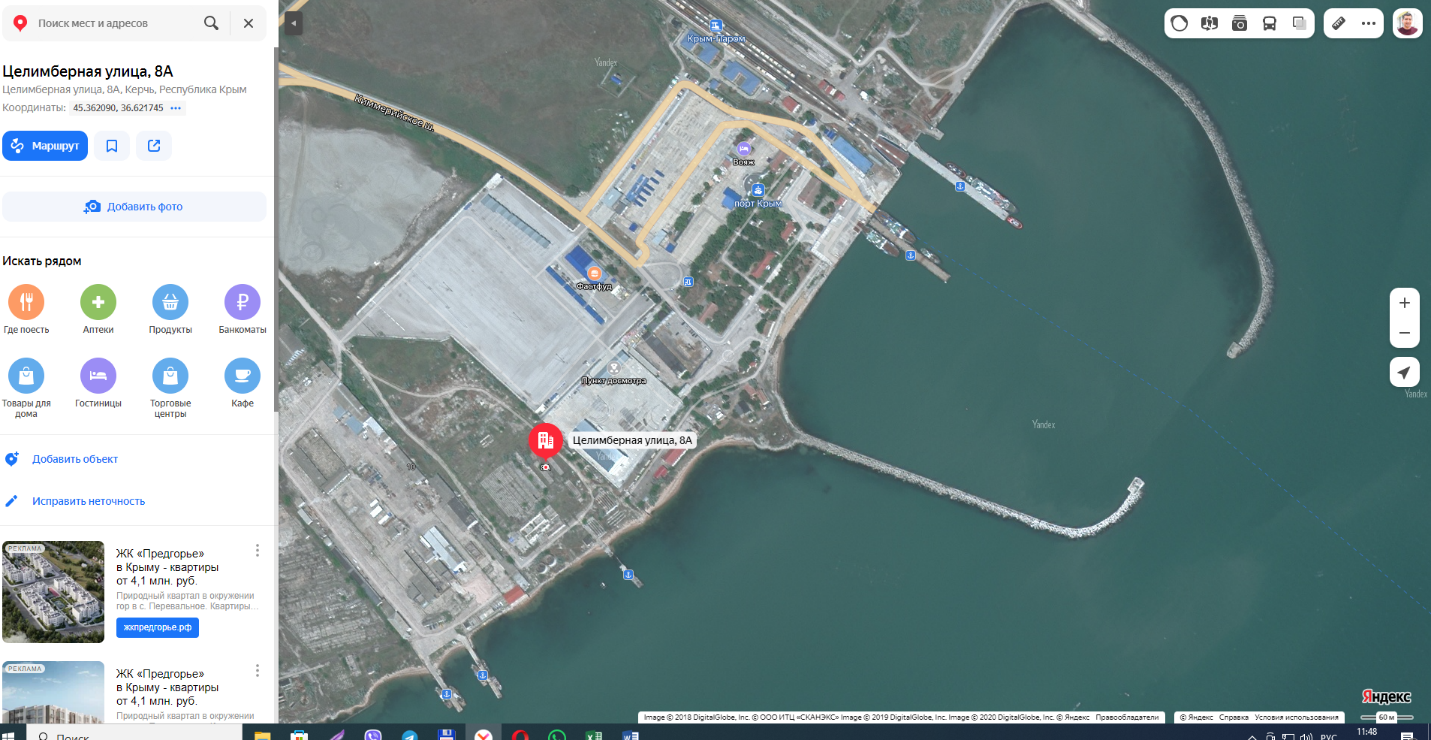 Поиск мест и адресов
Целимберная улица, 8А
Целимберная улица, 8А, Керчь, Республика Крым
Координаты: 45.362090, 36.621745
Маршрут
Добавить фото
Искать рядом
Где поесть
Аптеки
Продукты
Банкоматы
Товары для дома
Гостиницы
Торговые центры
Кафе
Добавить объект
Исправить неточность
РЕКЛАМА
ЖК «Предгорье»
в Крыму - квартиры
от 4,1 млн. руб.
Природный квартал в окружении
гор в с. Перевальное. Квартиры...
жкпредгорье.рф
РЕКЛАМА
ЖК «Предгорье»
в Крыму - квартиры
от 4,1 млн. руб.
Природный квартал в окружении
Крым-Паром
Yandex
Киммерийское ш.
Вояж
порт Крым
Фастфуд
Пункт досмотра
Целимберная улица, 8А
Yandex
10
Yandex
Yandex
Яндекс
Image © 2018 DigitalGlobe, Inc. © ООО ИТЦ «СКАНЭКС» Image © 2019 DigitalGlobe, Inc. Image © 2020 DigitalGlobe, Inc. © Яндекс Правообладатели
© Яндекс Справка Условия использования
60 м
Поиск
РУС
11:48